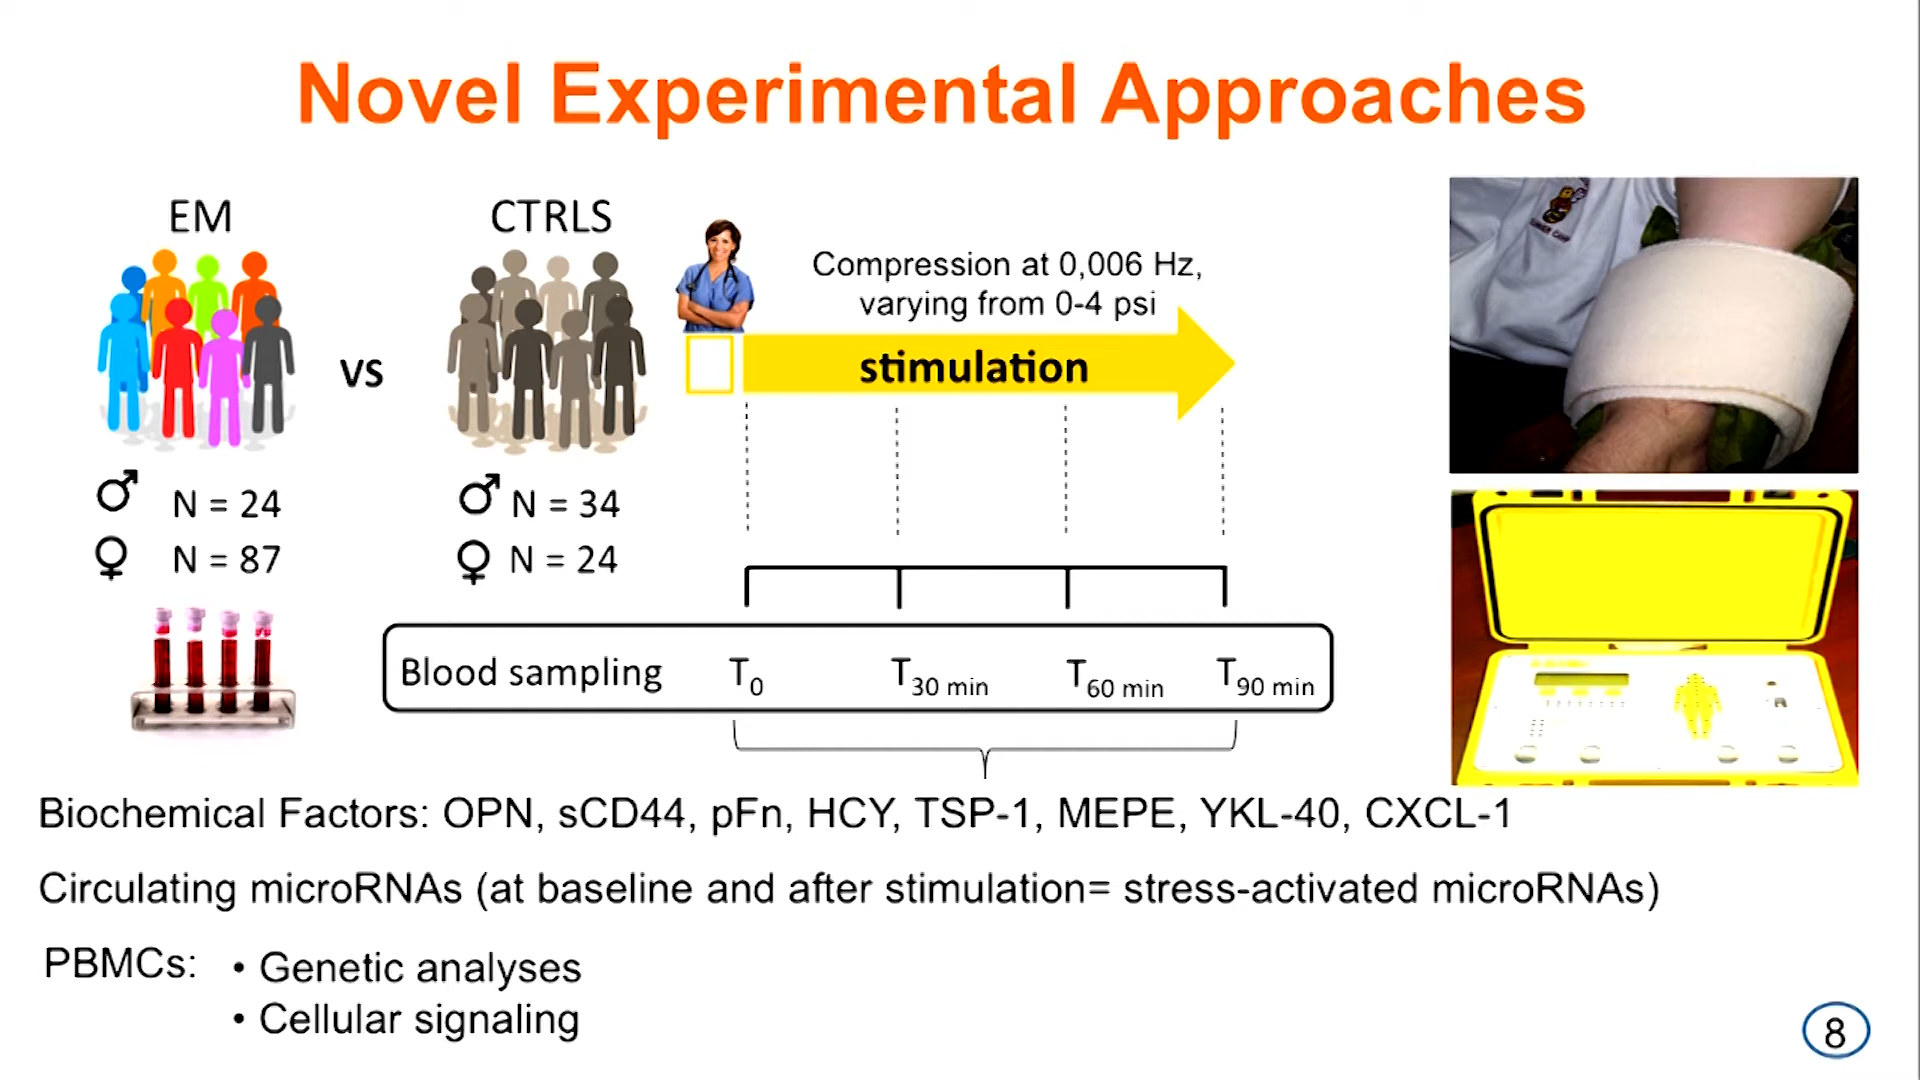 Novel Experimental Approaches
EM
CTRLS
vs
♂ N = 24
♀ N = 87
♂ N = 34
♀ N = 24
Compression at 0,006 Hz,
varying from 0-4 psi
stimulation
Blood sampling T0 T30 min T60 min T90 min
Biochemical Factors: OPN, sCD44, pFn, HCY, TSP-1, MEPE, YKL-40, CXCL-1
Circulating microRNAs (at baseline and after stimulation= stress-activated microRNAs)
PBMCs: • Genetic analyses
• Cellular signaling
8